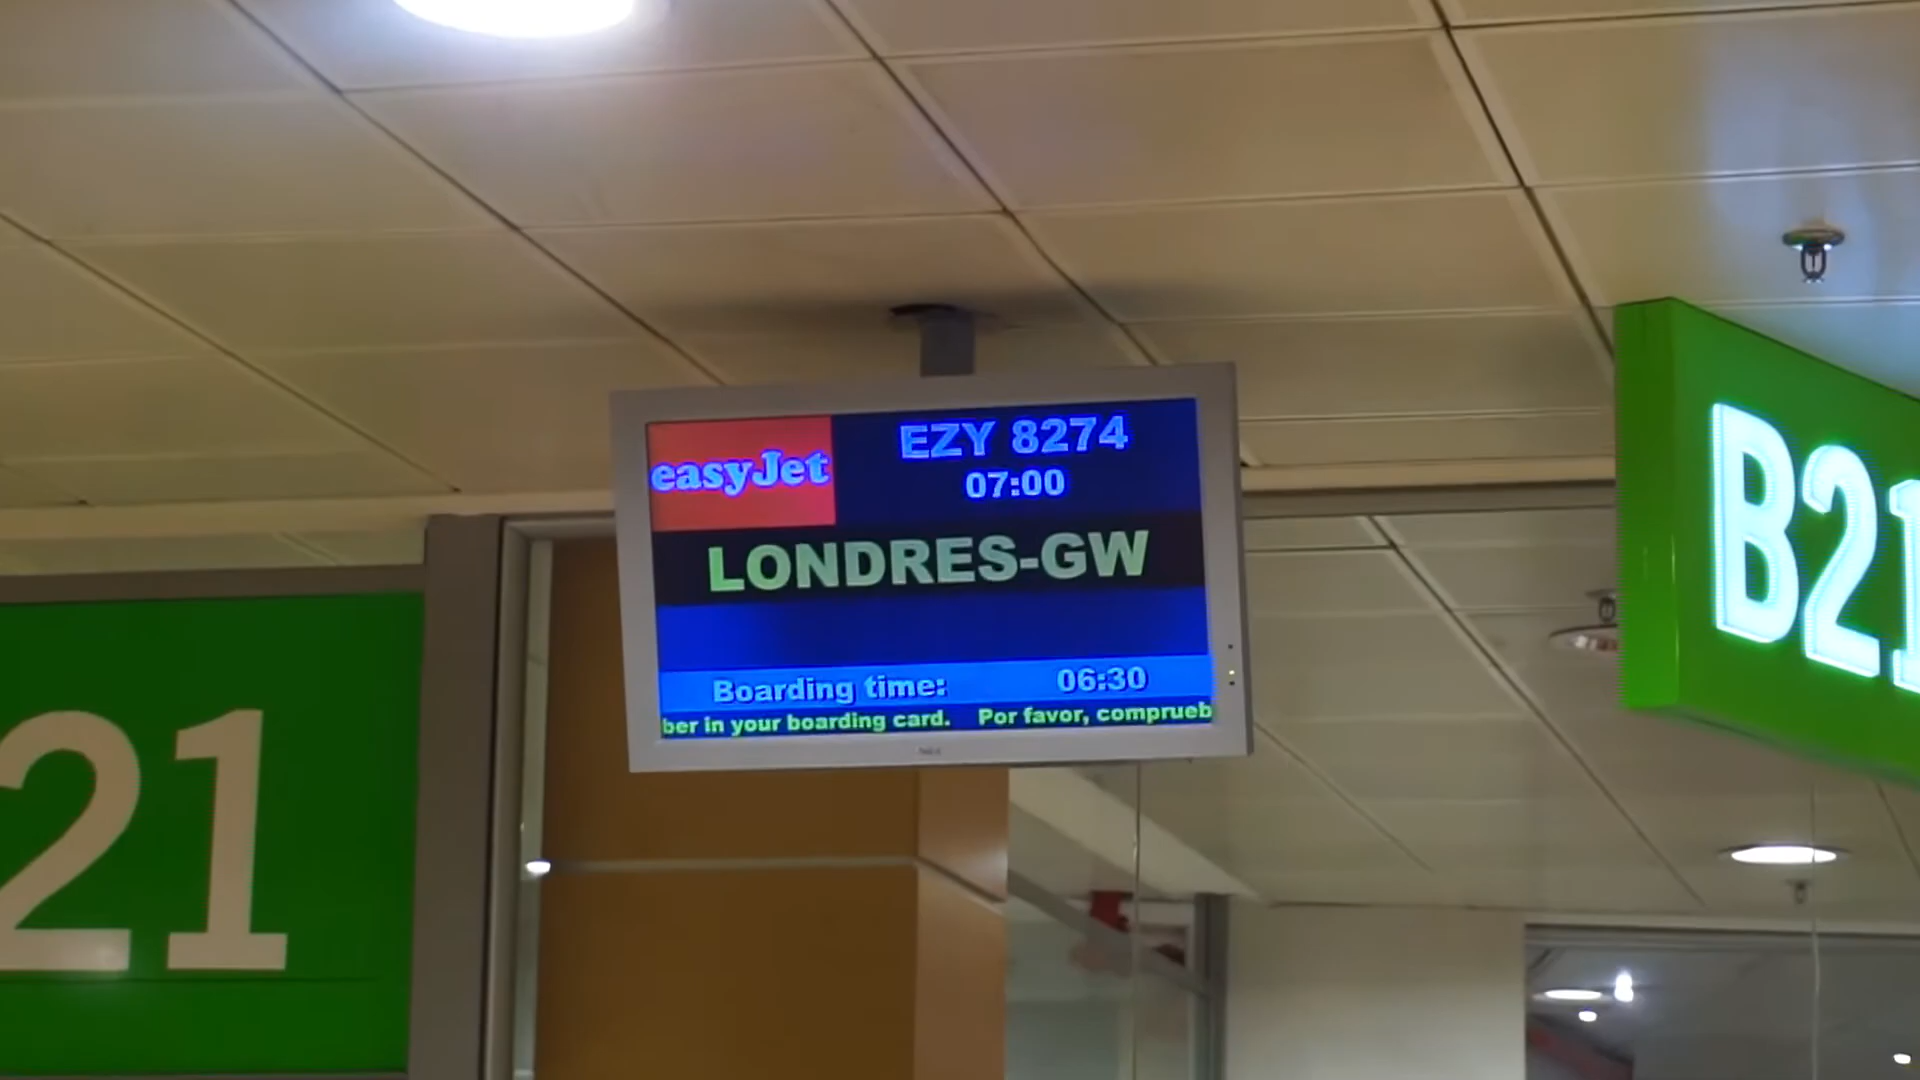 easyJet
EZY 8274
07:00
LONDRES-GW
Boarding time: 06:30
ber in your boarding card. Por favor, comprueb
21
B21